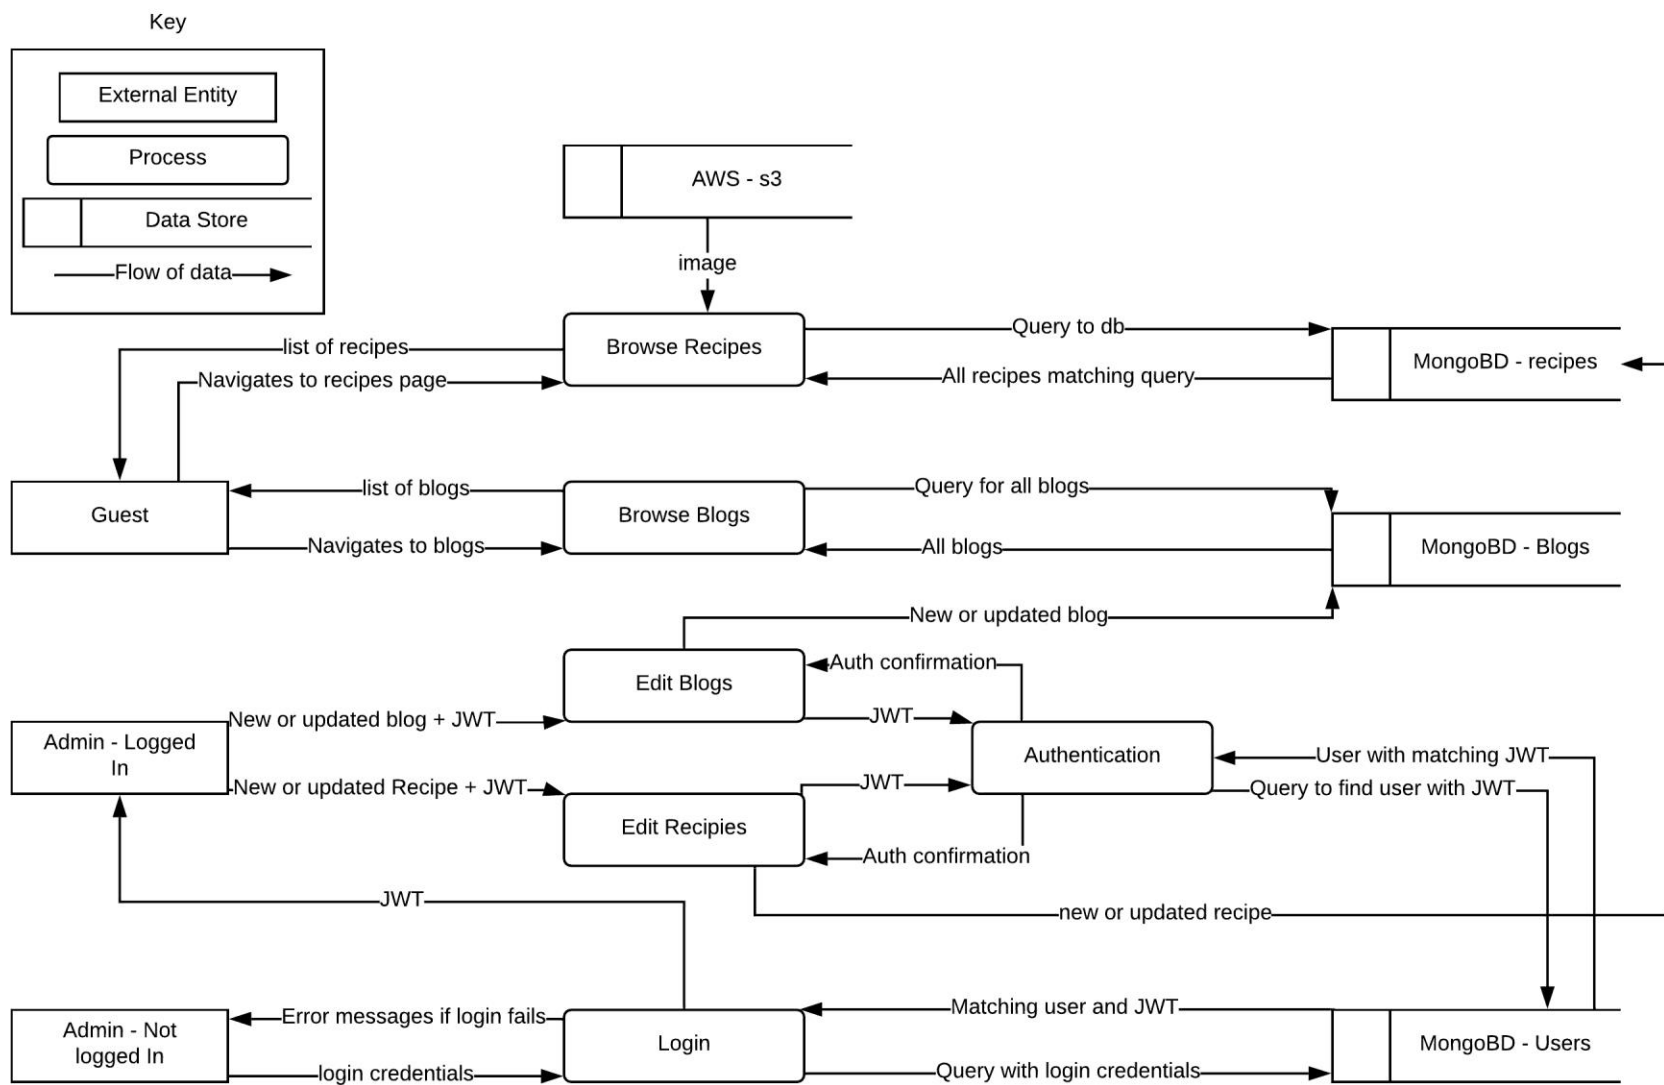 Key
External Entity
Process
Data Store
Flow of data
AWS - s3
image
Browse Recipes
Query to db
MongoBD - recipes
list of recipes
Navigates to recipes page
All recipes matching query
Guest
list of blogs
Navigates to blogs
Browse Blogs
Query for all blogs
All blogs
MongoBD - Blogs
New or updated blog
Edit Blogs
Auth confirmation
JWT
New or updated blog + JWT
Admin - Logged
In
New or updated Recipe + JWT
Authentication
User with matching JWT
Query to find user with JWT
JWT
Edit Recipies
Auth confirmation
JWT
new or updated recipe
Admin - Not
logged In
Error messages if login fails
login credentials
Login
Matching user and JWT
Query with login credentials
MongoBD - Users